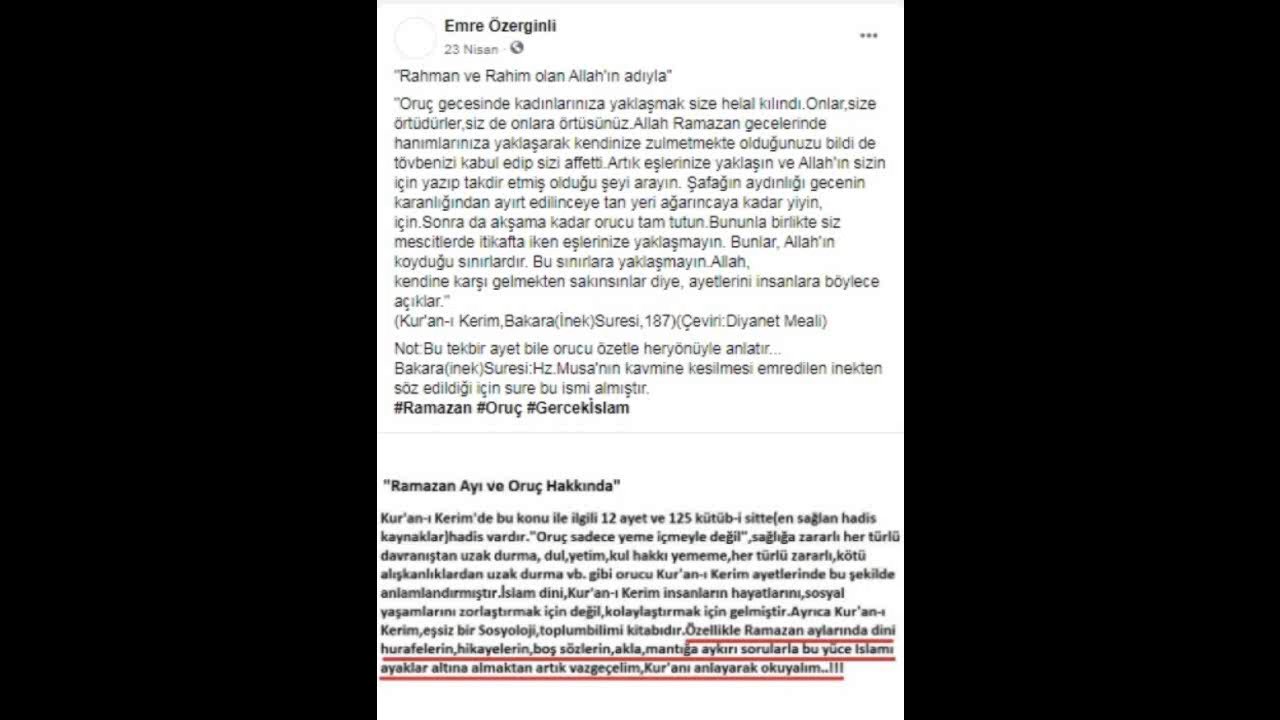 Emre Özerginli
23 Nisan ·
"Rahman ve Rahim olan Allah'ın adıyla"
"Oruç gecesinde kadınlarınıza yaklaşmak size helal kılındı.Onlar,size
örtüdürler,siz de onlara örtüsünüz.Allah Ramazan gecelerinde
hanımlarınıza yaklaşarak kendinize zulmetmekte olduğunuzu bildi de
tövbenizi kabul edip sizi affetti.Artık eşlerinize yaklaşın ve Allah'ın sizin
için yazıp takdir etmiş olduğu şeyi arayın. Şafağın aydınlığı gecenin
karanlığından ayırt edilinceye tan yeri ağarıncaya kadar yiyin,
için.Sonra da akşama kadar orucu tam tutun.Bununla birlikte siz
mescitlerde itikafta iken eşlerinize yaklaşmayın. Bunlar, Allah'ın
koyduğu sınırlardır. Bu sınırlara yaklaşmayın.Allah,
kendine karşı gelmekten sakınsınlar diye, ayetlerini insanlara böylece
açıklar."
(Kur'an-ı Kerim,Bakara(İnek)Suresi,187)(Çeviri:Diyanet Meali)
Not:Bu tekbir ayet bile orucu özetle heryönüyle anlatır...
Bakara(inek)Suresi:Hz.Musa'nın kavmine kesilmesi emredilen inekten
söz edildiği için sure bu ismi almıştır.
#Ramazan #Oruç #Gercekİslam
"Ramazan Ayı ve Oruç Hakkında"
Kur'an-ı Kerim'de bu konu ile ilgili 12 ayet ve 125 kütüb-i sitte(en sağlan hadis
kaynaklar)hadis vardır."Oruç sadece yeme içmeyle değil",sağlığa zararlı her türlü
davranıştan uzak durma, dul,yetim,kul hakkı yememe,her türlü zararlı,kötü
alışkanlıklardan uzak durma vb. gibi orucu Kur'an-ı Kerim ayetlerinde bu şekilde
anlamlandırmıştır.İslam dini,Kur'an-ı Kerim insanların hayatlarını,sosyal
yaşamlarını zorlaştırmak için değil,kolaylaştırmak için gelmiştir.Ayrıca Kur'an-ı
Kerim,eşsiz bir Sosyoloji,toplumbilimi kitabıdır.Özellikle Ramazan aylarında dini
hurafelerin,hikayelerin,boş sözlerin,akla,mantığa aykırı sorularla bu yüce İslamı
ayaklar altına almaktan artık vazgeçelim,Kur'anı anlayarak okuyalım..!!!